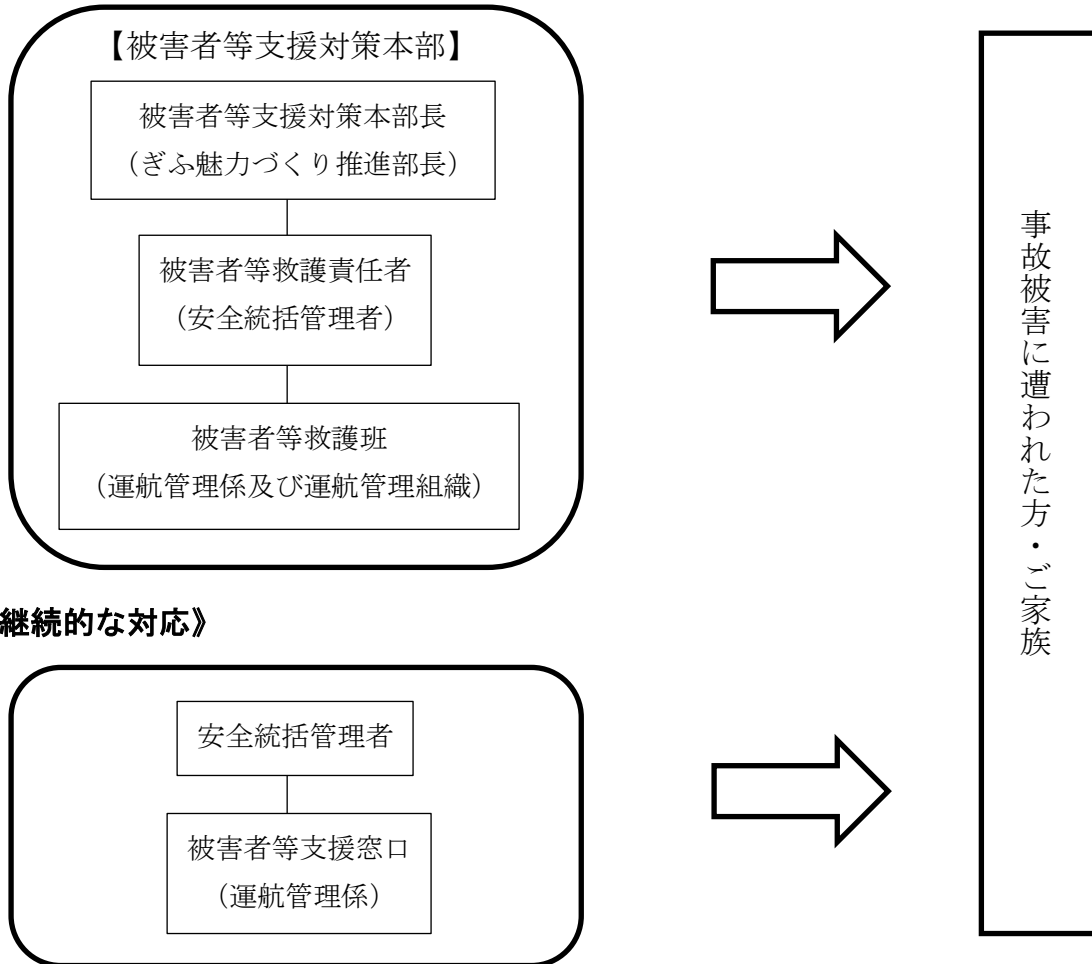 【被害者等支援対策本部】
被害者等支援対策本部長
（ぎふ魅力づくり推進部長）
被害者等救護責任者
（安全統括管理者）
被害者等救護班
（運航管理係及び運航管理組織）
継続的な対応》
安全統括管理者
被害者等支援窓口
（運航管理係）
事故被害に遭われた方・ご家族